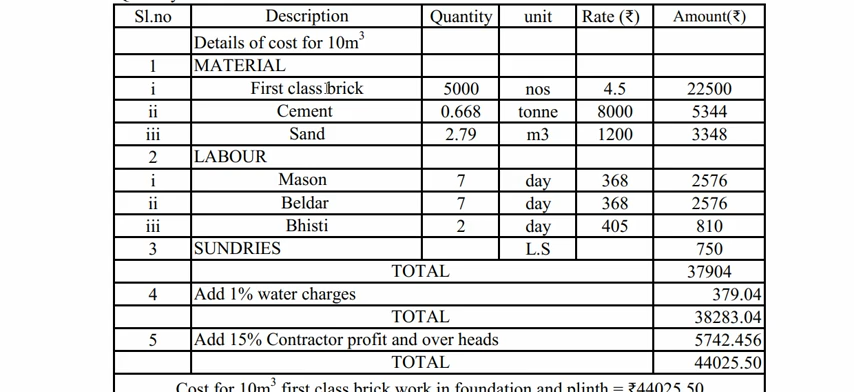 Sl.no Description Quantity unit Rate (₹) Amount(₹)
Details of cost for 10m³
1 MATERIAL
i First class brick 5000 nos 4.5 22500
ii Cement 0.668 tonne 8000 5344
iii Sand 2.79 m3 1200 3348
2 LABOUR
i Mason 7 day 368 2576
ii Beldar 7 day 368 2576
iii Bhisti 2 day 405 810
3 SUNDRIES L.S 750
TOTAL 37904
4 Add 1% water charges 379.04
TOTAL 38283.04
5 Add 15% Contractor profit and over heads 5742.456
TOTAL 44025.50
Cost for 10m³ first class brick work in foundation and plinth = ₹44025.50